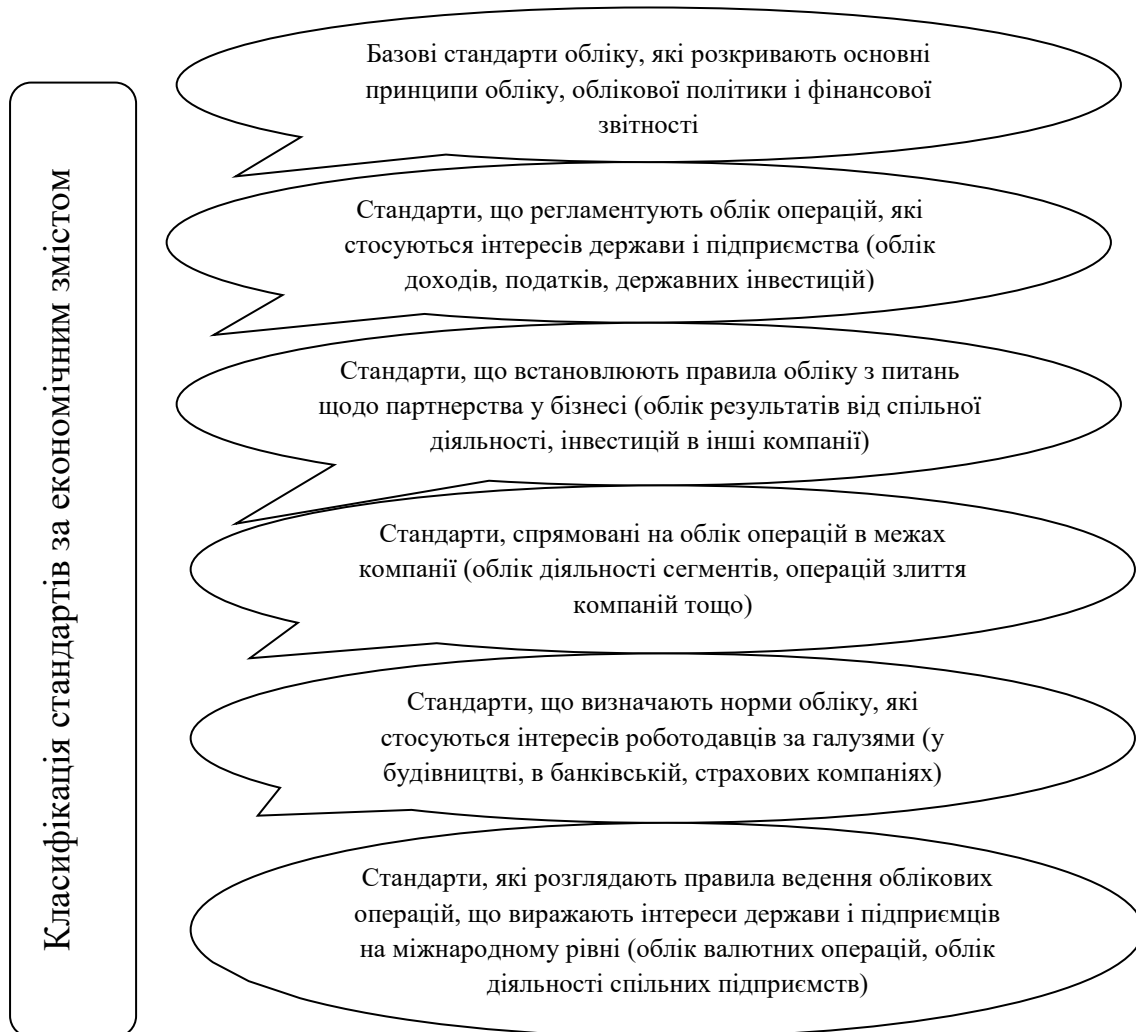 Класифікація стандартів за економічним змістом
Базові стандарти обліку, які розкривають основні
принципи обліку, облікової політики і фінансової
звітності
Стандарти, що регламентують облік операцій, які
стосуються інтересів держави і підприємства (облік
доходів, податків, державних інвестицій)
Стандарти, що встановлюють правила обліку з питань
щодо партнерства у бізнесі (облік результатів від спільної
діяльності, інвестицій в інші компанії)
Стандарти, спрямовані на облік операцій в межах
компанії (облік діяльності сегментів, операцій злиття
компаній тощо)
Стандарти, що визначають норми обліку, які
стосуються інтересів роботодавців за галузями (у
будівництві, в банківській, страхових компаніях)
Стандарти, які розглядають правила ведення облікових
операцій, що виражають інтереси держави і підприємців
на міжнародному рівні (облік валютних операцій, облік
діяльності спільних підприємств)